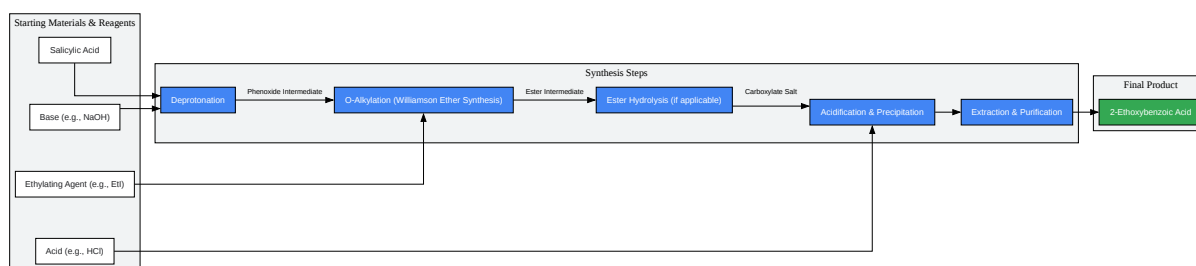 Starting Materials & Reagents
Salicylic Acid
Base (e.g., NaOH)
Ethylating Agent (e.g., EtI)
Acid (e.g., HCl)
Synthesis Steps
Deprotonation
Phenoxide Intermediate
O-Alkylation (Williamson Ether Synthesis)
Ester Intermediate
Ester Hydrolysis (if applicable)
Carboxylate Salt
Acidification & Precipitation
Extraction & Purification
Final Product
2-Ethoxybenzoic Acid